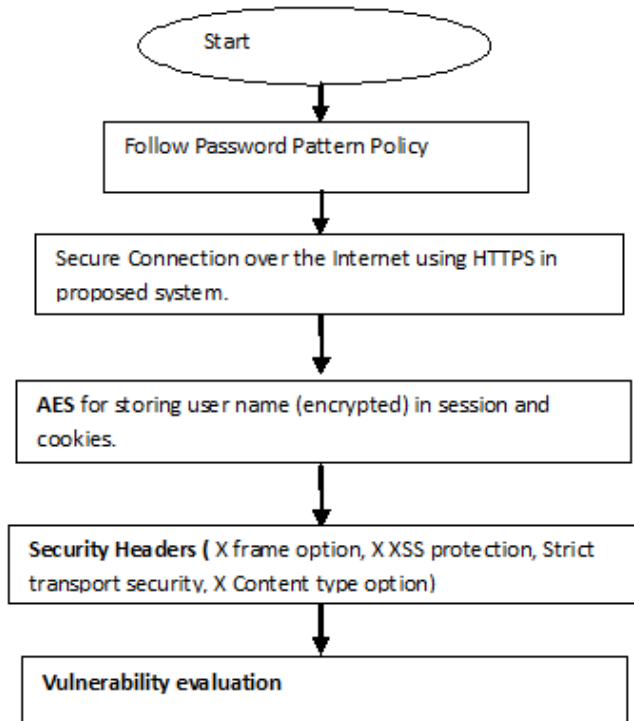 Start
Follow Password Pattern Policy
Secure Connection over the Internet using HTTPS in
proposed system.
AES for storing user name (encrypted) in session and
cookies.
Security Headers ( X frame option, X XSS protection, Strict
transport security, X Content type option)
Vulnerability evaluation